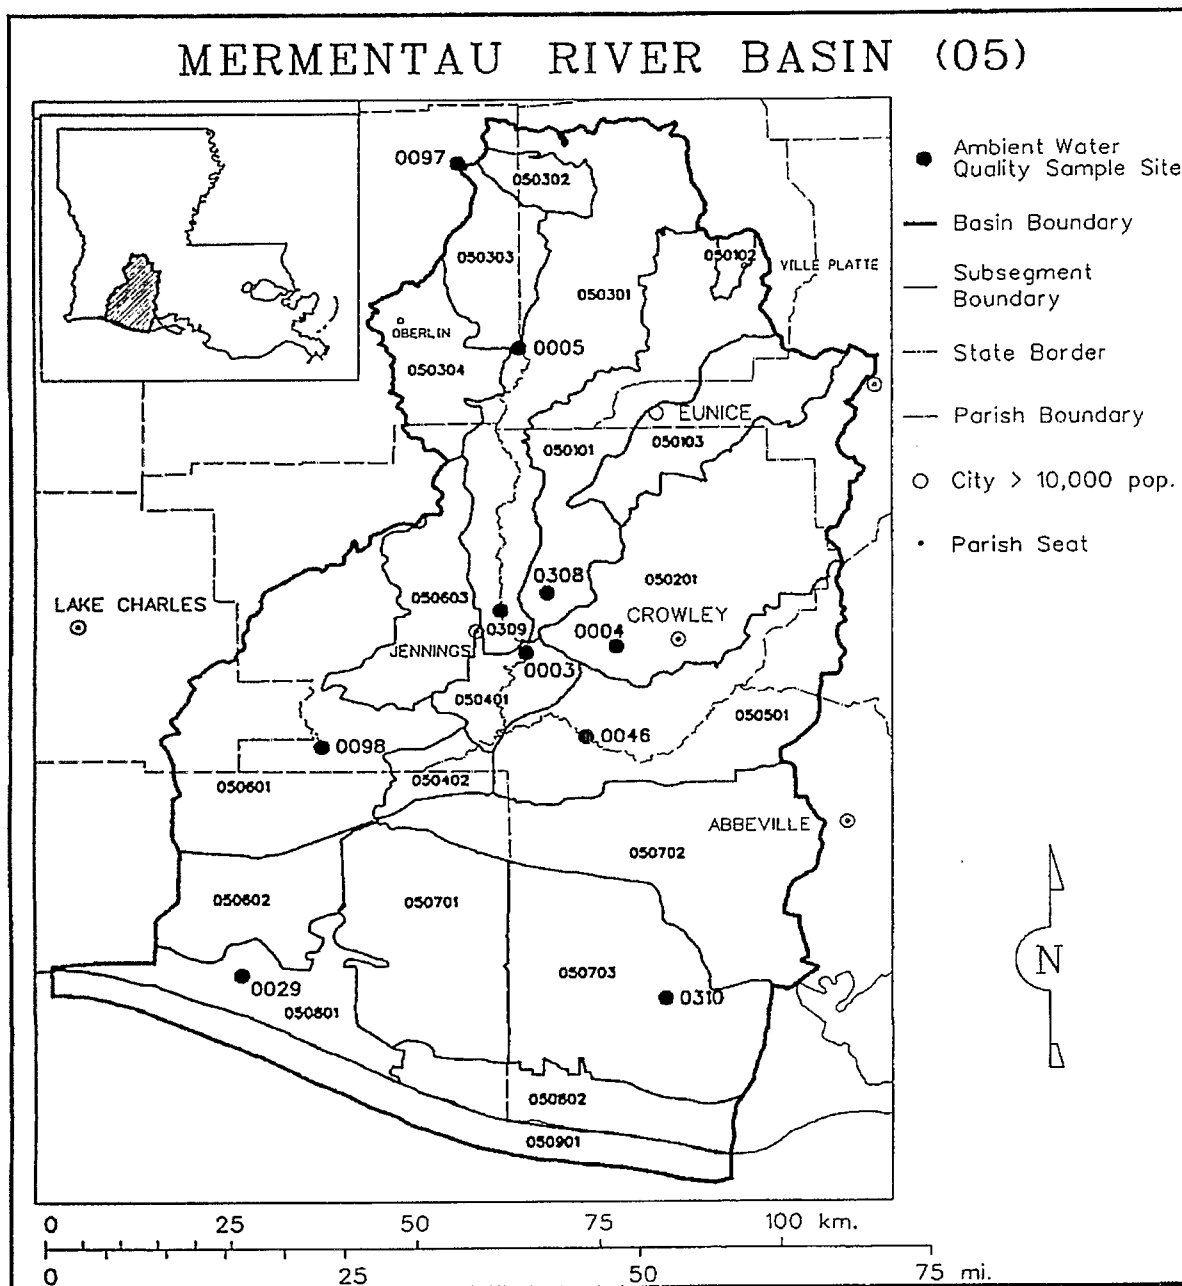 MERMENTAU RIVER BASIN (05)
0097
050302
050303
050102
VILLE PLATTE
050301
OBERLIN
0005
050304
EUNICE
050101
050103
0308
050201
LAKE CHARLES
050603
CROWLEY
0309
0004
JENNINGS
0003
050401
050501
0046
0098
050601
050402
ABBEVILLE
050702
050602
050701
050703
0029
0310
050801
050802
050901
Ambient Water
Quality Sample Site
Basin Boundary
Subsegment
Boundary
State Border
Parish Boundary
City > 10,000 pop.
Parish Seat
N
0 25 50 75 100 km.
0 25 50 75 mi.